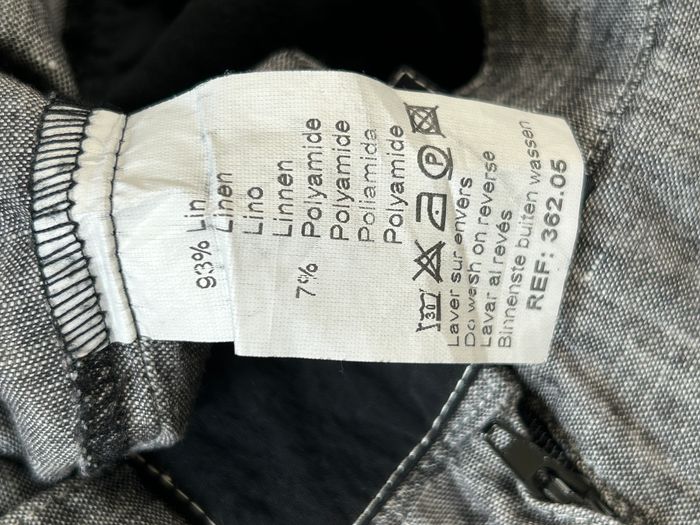 93% Lin
Linen
Lino
Linnen
7% Polyamide
Polyamide
Poliamida
Polyamide
30 P
Laver sur envers
Do wash on reverse
Lavar al revés
Binnenste buiten wassen
REF: 362.05